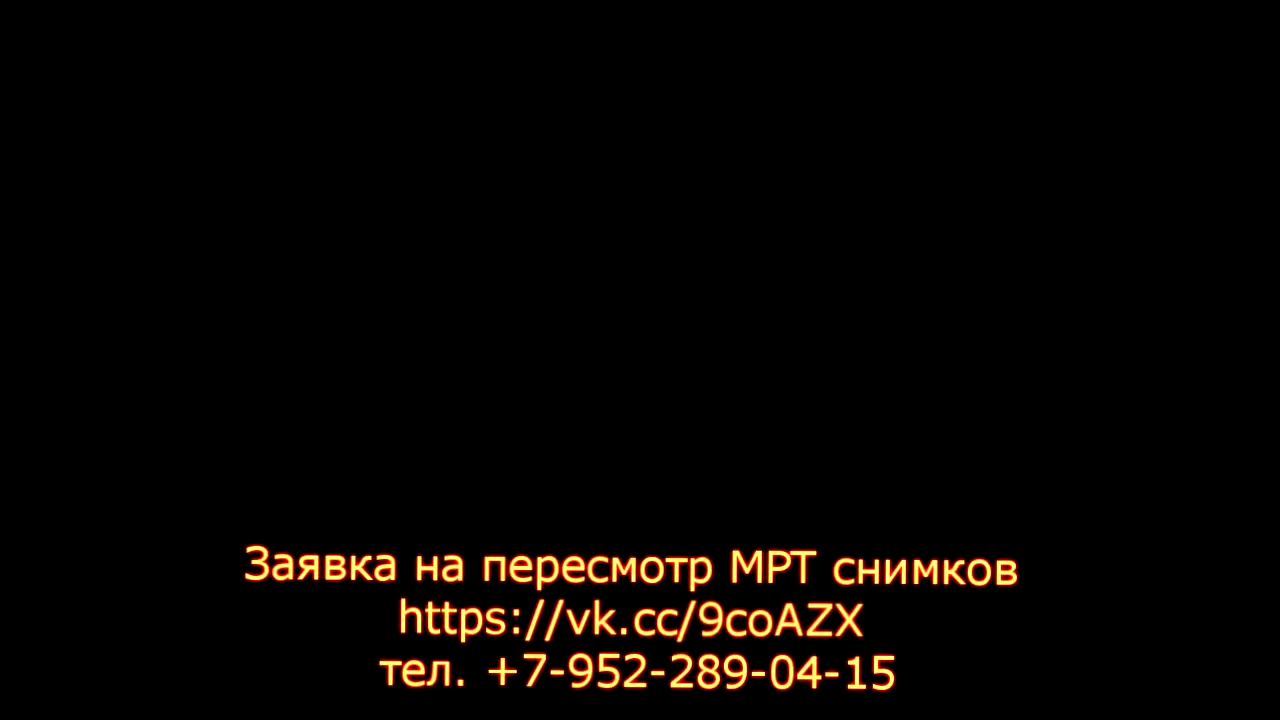 Заявка на пересмотр МРТ снимков
https://vk.cc/9coAZX
тел. +7-952-289-04-15